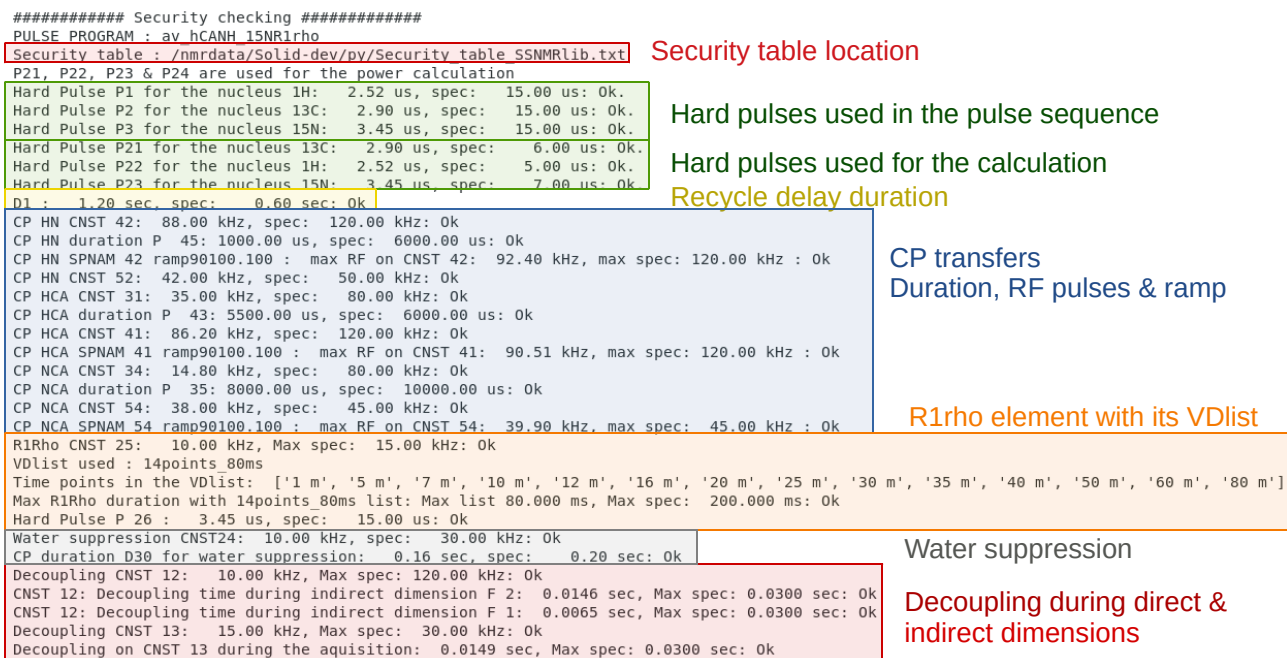 ############ Security checking #############
PULSE PROGRAM : av_hCANH_15NR1rho
Security table : /nmrdata/Solid-dev/py/Security_table_SSNMRlib.txt
Security table location
P21, P22, P23 & P24 are used for the power calculation
Hard Pulse P1 for the nucleus 1H:   2.52 us, spec:   15.00 us: Ok.
Hard Pulse P2 for the nucleus 13C:   2.90 us, spec:   15.00 us: Ok.
Hard Pulse P3 for the nucleus 15N:   3.45 us, spec:   15.00 us: Ok.
Hard pulses used in the pulse sequence
Hard Pulse P21 for the nucleus 13C:   2.90 us, spec:    6.00 us: Ok.
Hard Pulse P22 for the nucleus 1H:   2.52 us, spec:    5.00 us: Ok.
Hard Pulse P23 for the nucleus 15N:   3.45 us, spec:    7.00 us: Ok.
Hard pulses used for the calculation
D1 :   1.20 sec, spec:    0.60 sec: Ok
Recycle delay duration
CP HN CNST 42:  88.00 kHz, spec:  120.00 kHz: Ok
CP HN duration P  45: 1000.00 us, spec:  6000.00 us: Ok
CP HN SPNAM 42 ramp90100.100 :  max RF on CNST 42:  92.40 kHz, max spec: 120.00 kHz : Ok
CP HN CNST 52:  42.00 kHz, spec:   50.00 kHz: Ok
CP HCA CNST 31:  35.00 kHz, spec:   80.00 kHz: Ok
CP HCA duration P  43: 5500.00 us, spec:  6000.00 us: Ok
CP HCA CNST 41:  86.20 kHz, spec:  120.00 kHz: Ok
CP HCA SPNAM 41 ramp90100.100 :  max RF on CNST 41:  90.51 kHz, max spec: 120.00 kHz : Ok
CP NCA CNST 34:  14.80 kHz, spec:   80.00 kHz: Ok
CP NCA duration P  35: 8000.00 us, spec:  10000.00 us: Ok
CP NCA CNST 54:  38.00 kHz, spec:   45.00 kHz: Ok
CP NCA SPNAM 54 ramp90100.100 :  max RF on CNST 54:  39.90 kHz, max spec:  45.00 kHz : Ok
CP transfers
Duration, RF pulses & ramp
R1rho element with its VDlist
R1Rho CNST 25:   10.00 kHz, Max spec:  15.00 kHz: Ok
VDlist used : 14points_80ms
Time points in the VDlist:  ['1 m', '5 m', '7 m', '10 m', '12 m', '16 m', '20 m', '25 m', '30 m', '35 m', '40 m', '50 m', '60 m', '80 m']
Max R1Rho duration with 14points_80ms list: Max list 80.000 ms, Max spec:  200.000 ms: Ok
Hard Pulse P 26 :   3.45 us, spec:   15.00 us: Ok
Water suppression CNST24:  10.00 kHz, spec:   30.00 kHz: Ok
CP duration D30 for water suppression:   0.16 sec, spec:    0.20 sec: Ok
Water suppression
Decoupling CNST 12:   10.00 kHz, Max spec: 120.00 kHz: Ok
CNST 12: Decoupling time during indirect dimension F 2:  0.0146 sec, Max spec: 0.0300 sec: Ok
CNST 12: Decoupling time during indirect dimension F 1:  0.0065 sec, Max spec: 0.0300 sec: Ok
Decoupling CNST 13:   15.00 kHz, Max spec:  30.00 kHz: Ok
Decoupling on CNST 13 during the aquisition:  0.0149 sec, Max spec: 0.0300 sec: Ok
Decoupling during direct &
indirect dimensions